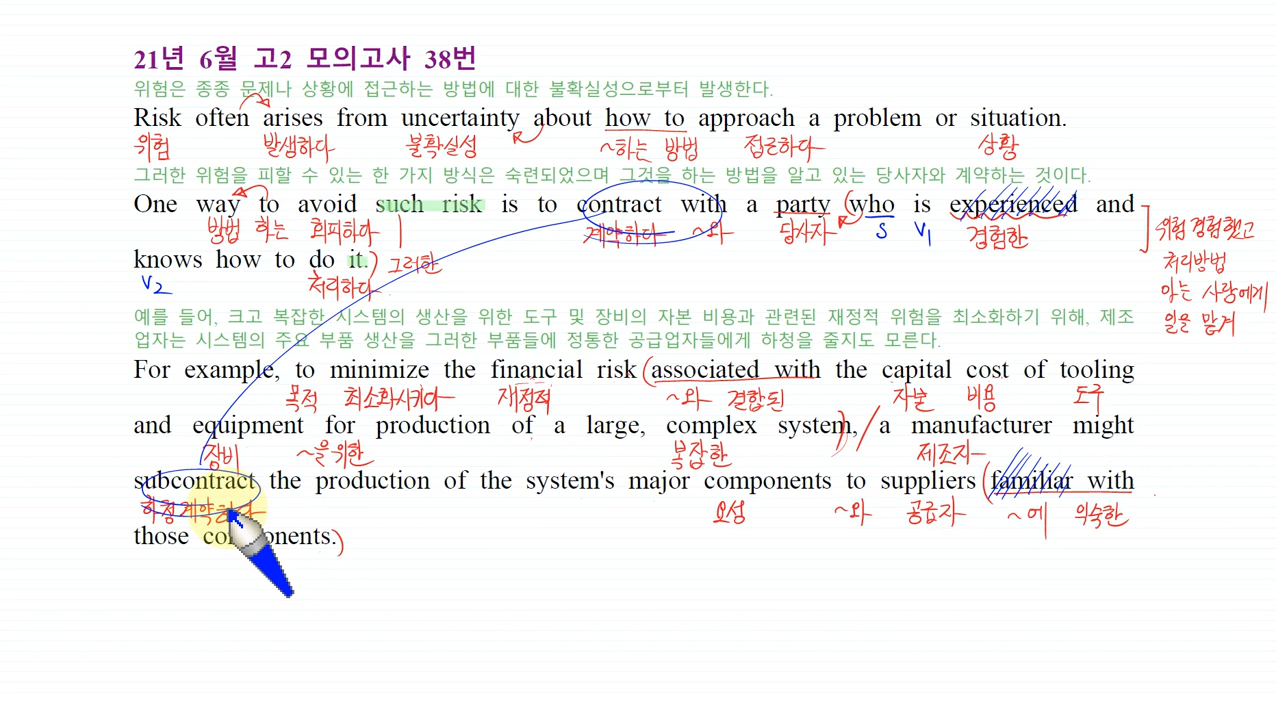 21년 6월 고2 모의고사 38번
위험은 종종 문제나 상황에 접근하는 방법에 대한 불확실성으로부터 발생한다.
Risk often arises from uncertainty about how to approach a problem or situation.
위험 발생하다 불확실성 ~하는 방법 접근하다 상황
그러한 위험을 피할 수 있는 한 가지 방식은 숙련되었으며 그것을 하는 방법을 알고 있는 당사자와 계약하는 것이다.
One way to avoid such risk is to contract with a party (who is experienced and
방법 하는 회피하다 계약하다 ~와 당사자 S V1 경험한
knows how to do it.) 그러한
V2 처리하다
위험 경험했고
처리방법
아는 사람에게
일을 맡겨
예를 들어, 크고 복잡한 시스템의 생산을 위한 도구 및 장비의 자본 비용과 관련된 재정적 위험을 최소화하기 위해, 제조
업자는 시스템의 주요 부품 생산을 그러한 부품들에 정통한 공급업자들에게 하청을 줄지도 모른다.
For example, to minimize the financial risk (associated with the capital cost of tooling
목적 최소화시키다 재정적 ~와 결합된 자본 비용 도구
and equipment for production of a large, complex system,) / a manufacturer might
장비 ~을 위한 복잡한 제조자
subcontract the production of the system's major components to suppliers (familiar with
하청계약 요성 ~와 공급자 ~에 익숙한
those components.)